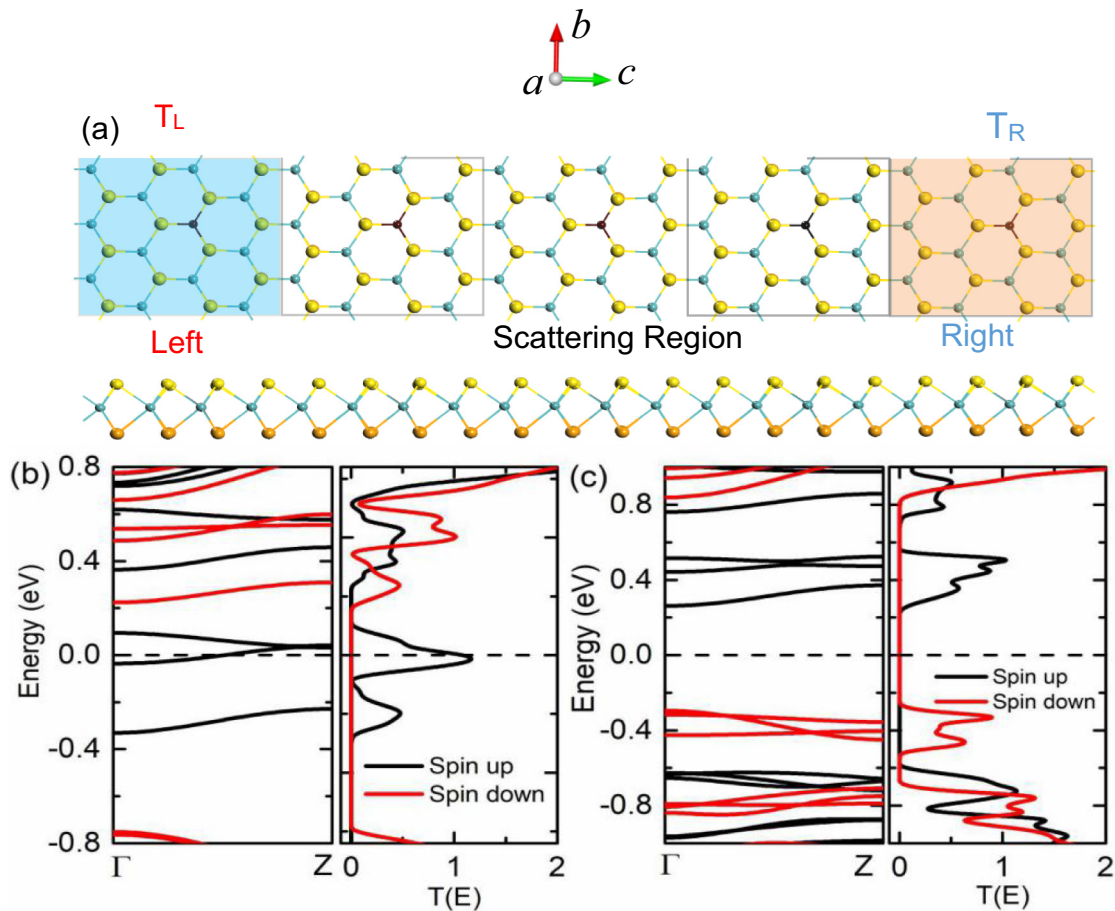 b
a c
(a) T_L T_R
Left Scattering Region Right
(b) 0.8 0.4 0.0 -0.4 -0.8
Energy (eV)
Spin up
Spin down
Γ Z 0 1 2
T(E)
(c) 0.8 0.4 0.0 -0.4 -0.8
Energy (eV)
Spin up
Spin down
Γ Z 0 1 2
T(E)